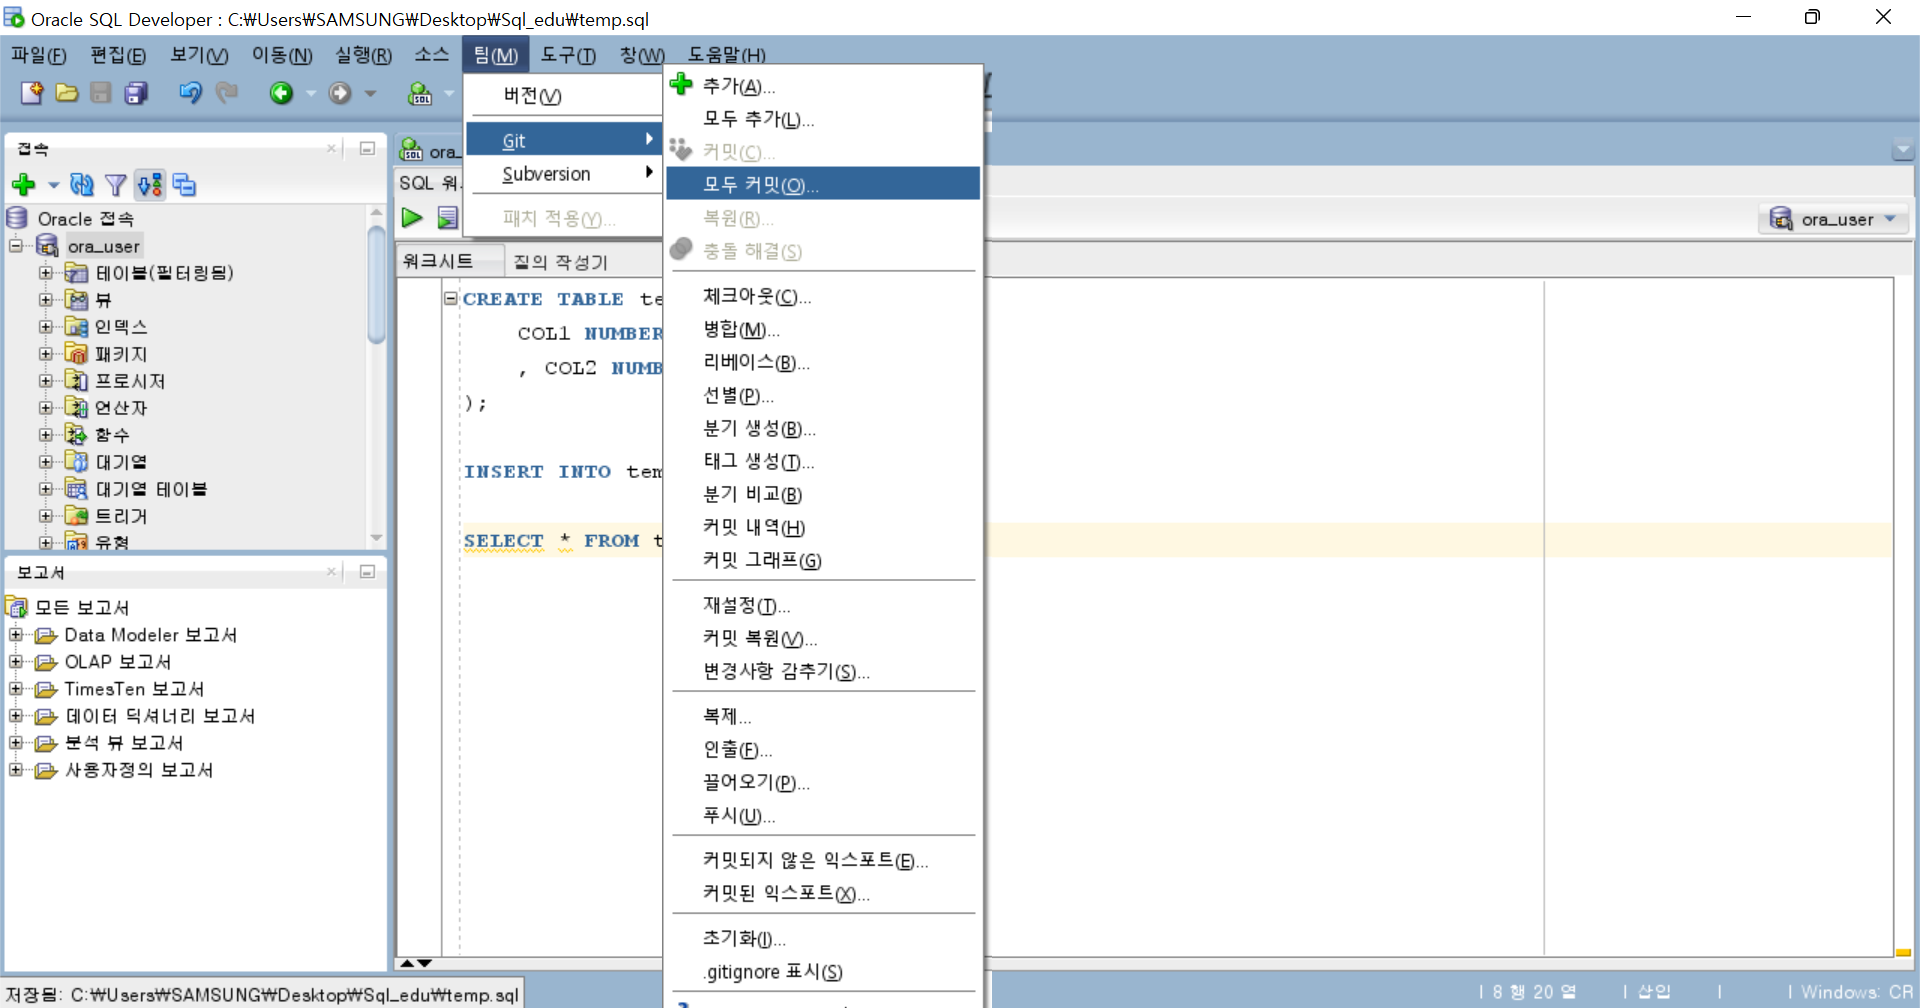 Oracle SQL Developer : C:₩Users₩SAMSUNG₩Desktop₩Sql_edu₩temp.sql
파일(F) 편집(E) 보기(V) 이동(N) 실행(R) 소스 팀(M) 도구(T) 창(W) 도움말(H)
버전(V)
Git
Subversion
패치 적용(Y)...
추가(A)...
모두 추가(L)...
커밋(C)...
모두 커밋(O)...
복원(R)...
충돌 해결(S)
체크아웃(C)...
병합(M)...
리베이스(B)...
선별(P)...
분기 생성(B)...
태그 생성(T)...
분기 비교(B)
커밋 내역(H)
커밋 그래프(G)
재설정(T)...
커밋 복원(V)...
변경사항 감추기(S)...
복제...
인출(F)...
끌어오기(P)...
푸시(U)...
커밋되지 않은 익스포트(E)...
커밋된 익스포트(X)...
초기화(I)...
.gitignore 표시(S)
접속
Oracle 접속
ora_user
테이블(필터링됨)
뷰
인덱스
패키지
프로시저
연산자
함수
대기열
대기열 테이블
트리거
유형
보고서
모든 보고서
Data Modeler 보고서
OLAP 보고서
TimesTen 보고서
데이터 딕셔너리 보고서
분석 뷰 보고서
사용자정의 보고서
ora_
SQL 워
ora_user
워크시트 질의 작성기
CREATE TABLE te
COL1 NUMBER
, COL2 NUMB
);
INSERT INTO tem
SELECT * FROM t
저장됨: C:₩Users₩SAMSUNG₩Desktop₩Sql_edu₩temp.sql
| 8 행 20 열 | 삽입 | | Windows: CR